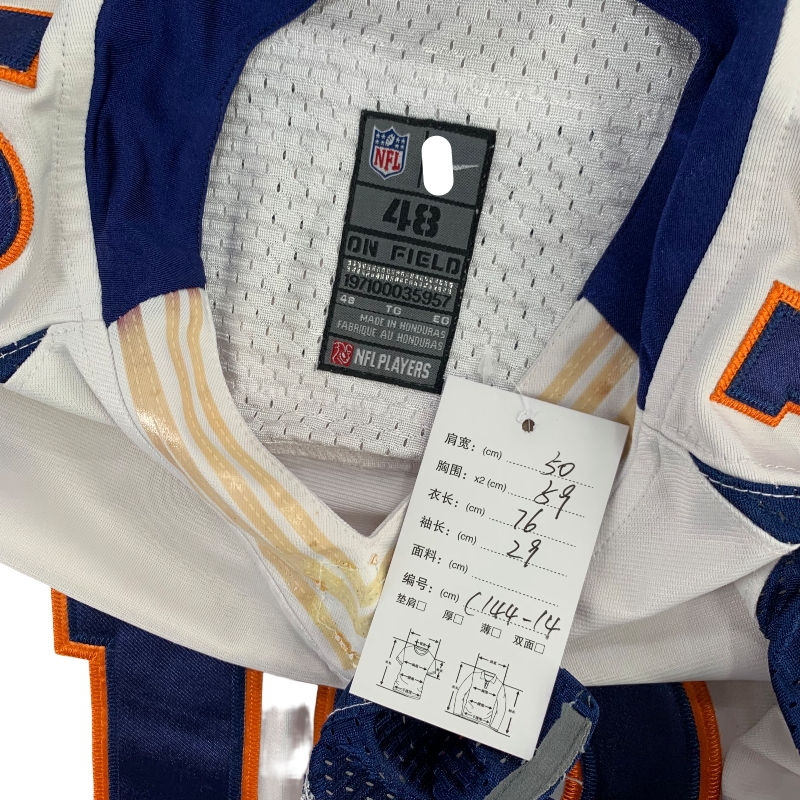 NFL
48
ON FIELD
197100035957
48 TG EG
MADE IN HONDURAS
FABRIQUE AU HONDURAS
NFL PLAYERS
肩宽：(cm) 50
胸围：x2 (cm) 59
衣长：(cm) 76
袖长：(cm) 29
面料：(cm)
编号：(cm) C144-14
垫肩□ 厚□ 薄□ 双面□